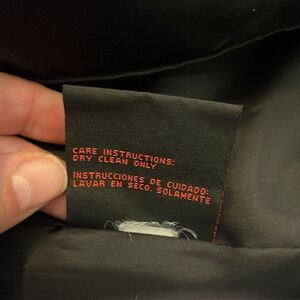 CARE INSTRUCTIONS:
DRY CLEAN ONLY
INSTRUCCIONES DE CUIDADO:
LAVAR EN SECO. SOLAMENTE